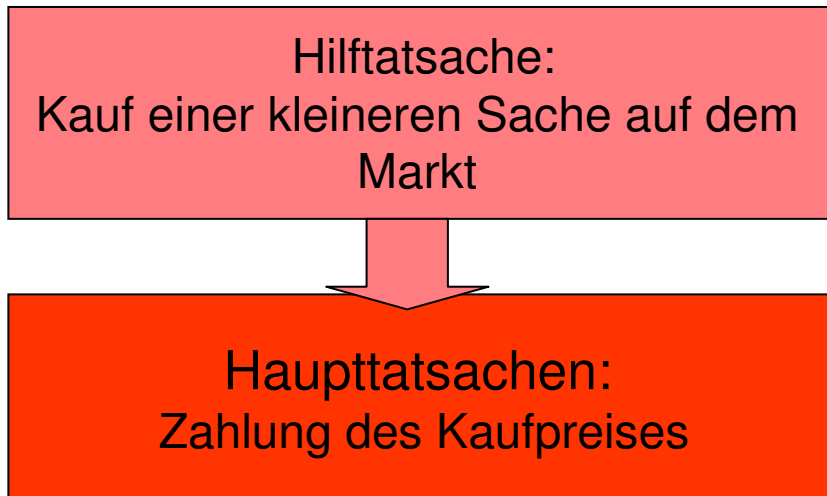 Hilftatsache:
Kauf einer kleineren Sache auf dem
Markt
Haupttatsachen:
Zahlung des Kaufpreises